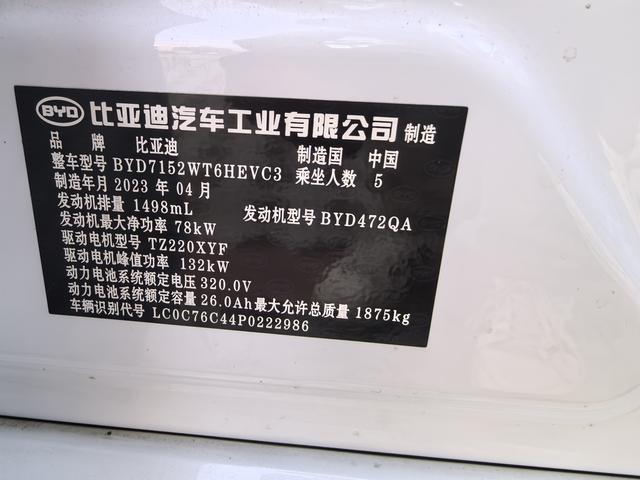 BYD 比亚迪汽车工业有限公司 制造
品 牌 比亚迪 制造国 中国
整车型号 BYD7152WT6HEVC3 乘坐人数 5
制造年月 2023 年 04 月
发动机排量 1498mL 发动机型号 BYD472QA
发动机最大净功率 78kW
驱动电机型号 TZ220XYF
驱动电机峰值功率 132kW
动力电池系统额定电压 320.0V
动力电池系统额定容量 26.0Ah 最大允许总质量 1875kg
车辆识别代号 LC0C76C44P0222986